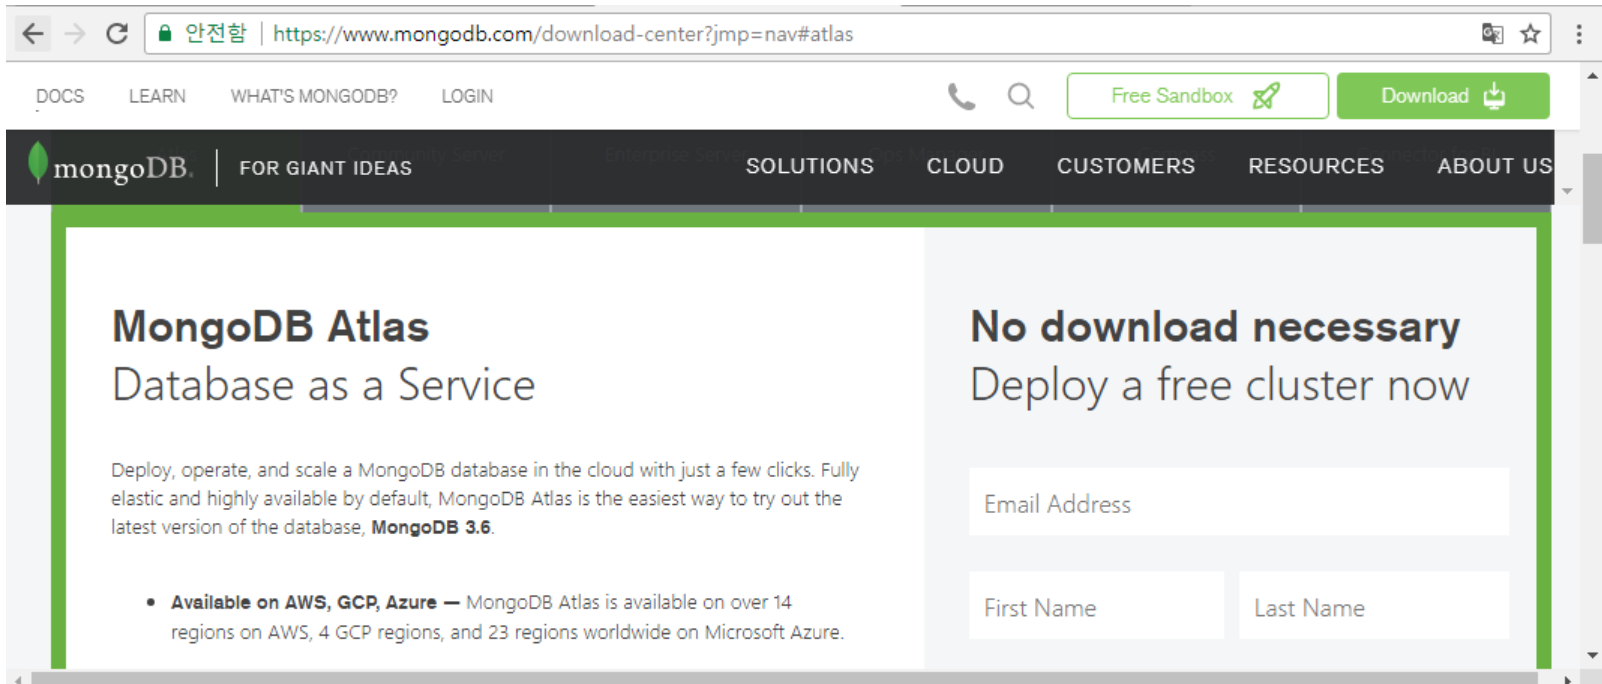 안전함 | https://www.mongodb.com/download-center?jmp=nav#atlas
DOCS LEARN WHAT'S MONGODB? LOGIN Free Sandbox Download
mongoDB. FOR GIANT IDEAS SOLUTIONS CLOUD CUSTOMERS RESOURCES ABOUT US
MongoDB Atlas
Database as a Service
Deploy, operate, and scale a MongoDB database in the cloud with just a few clicks. Fully
elastic and highly available by default, MongoDB Atlas is the easiest way to try out the
latest version of the database, MongoDB 3.6.
• Available on AWS, GCP, Azure — MongoDB Atlas is available on over 14
regions on AWS, 4 GCP regions, and 23 regions worldwide on Microsoft Azure.
No download necessary
Deploy a free cluster now
Email Address
First Name Last Name